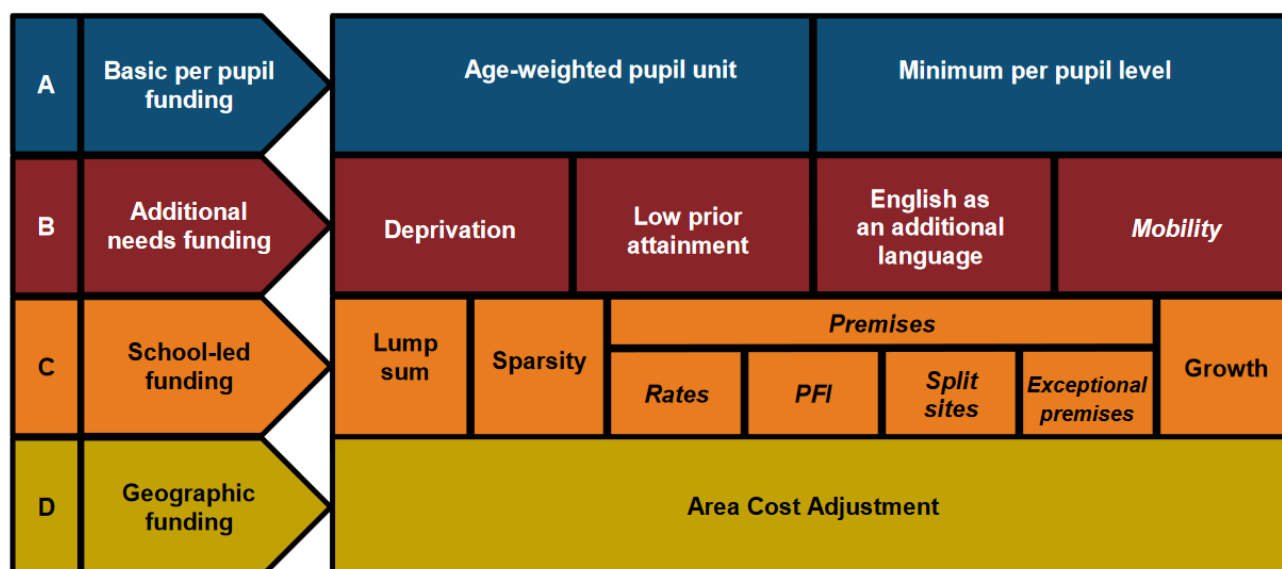 A
Basic per pupil
funding
Age-weighted pupil unit
Minimum per pupil level
B
Additional
needs funding
Deprivation
Low prior
attainment
English as
an additional
language
Mobility
C
School-led
funding
Lump
sum
Sparsity
Premises
Rates
PFI
Split
sites
Exceptional
premises
Growth
D
Geographic
funding
Area Cost Adjustment